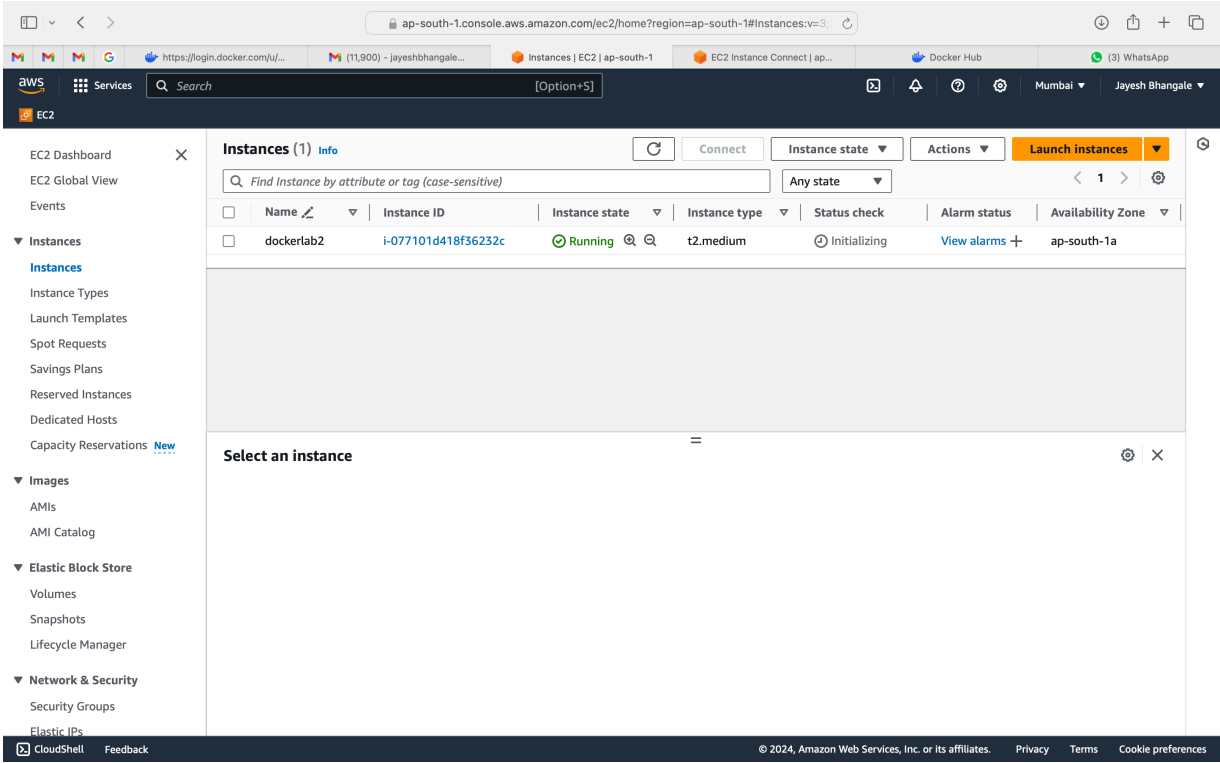 ap-south-1.console.aws.amazon.com/ec2/home?region=ap-south-1#Instances:v=3;
https://login.docker.com/u/...
(11,900) - jayeshbhangale...
Instances | EC2 | ap-south-1
EC2 Instance Connect | ap...
Docker Hub
(3) WhatsApp
aws Services Search [Option+S] Mumbai Jayesh Bhangale
EC2
EC2 Dashboard
EC2 Global View
Events
Instances
Instances
Instance Types
Launch Templates
Spot Requests
Savings Plans
Reserved Instances
Dedicated Hosts
Capacity Reservations New
Images
AMIs
AMI Catalog
Elastic Block Store
Volumes
Snapshots
Lifecycle Manager
Network & Security
Security Groups
Elastic IPs
Instances (1) Info Connect Instance state Actions Launch instances
Find Instance by attribute or tag (case-sensitive) Any state 1
Name Instance ID Instance state Instance type Status check Alarm status Availability Zone
dockerlab2 i-077101d418f36232c Running t2.medium Initializing View alarms ap-south-1a
Select an instance
CloudShell Feedback © 2024, Amazon Web Services, Inc. or its affiliates. Privacy Terms Cookie preferences